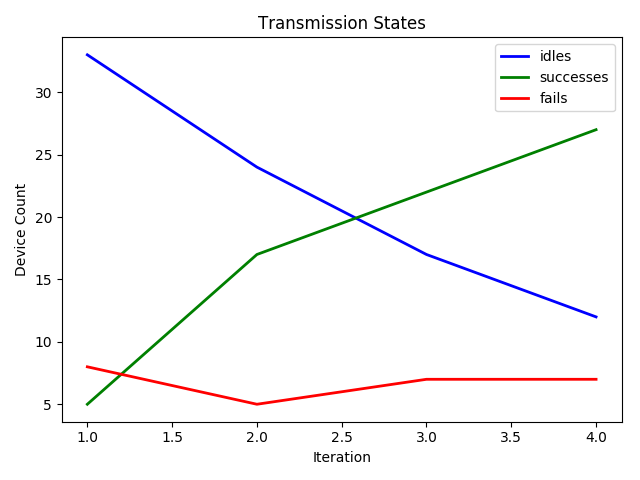 Transmission States
idles
successes
fails
Device Count
30
25
20
15
10
5
1.0 1.5 2.0 2.5 3.0 3.5 4.0
Iteration